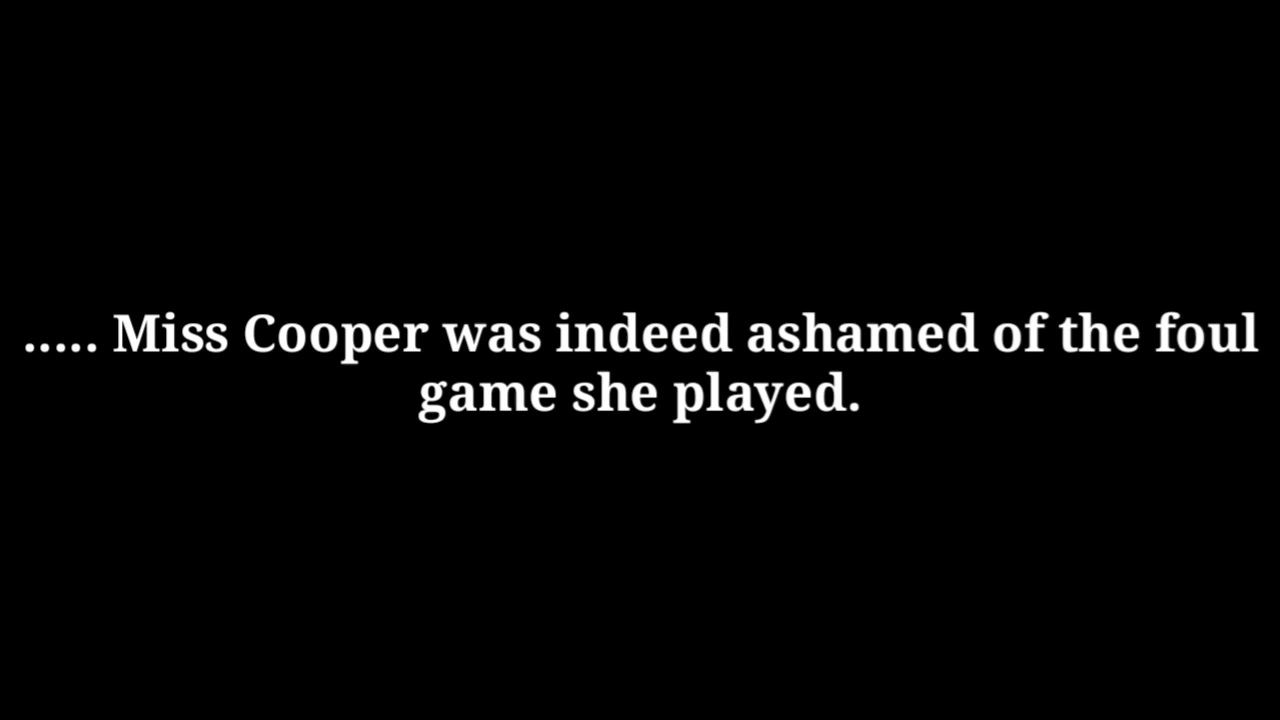 ..... Miss Cooper was indeed ashamed of the foul
game she played.